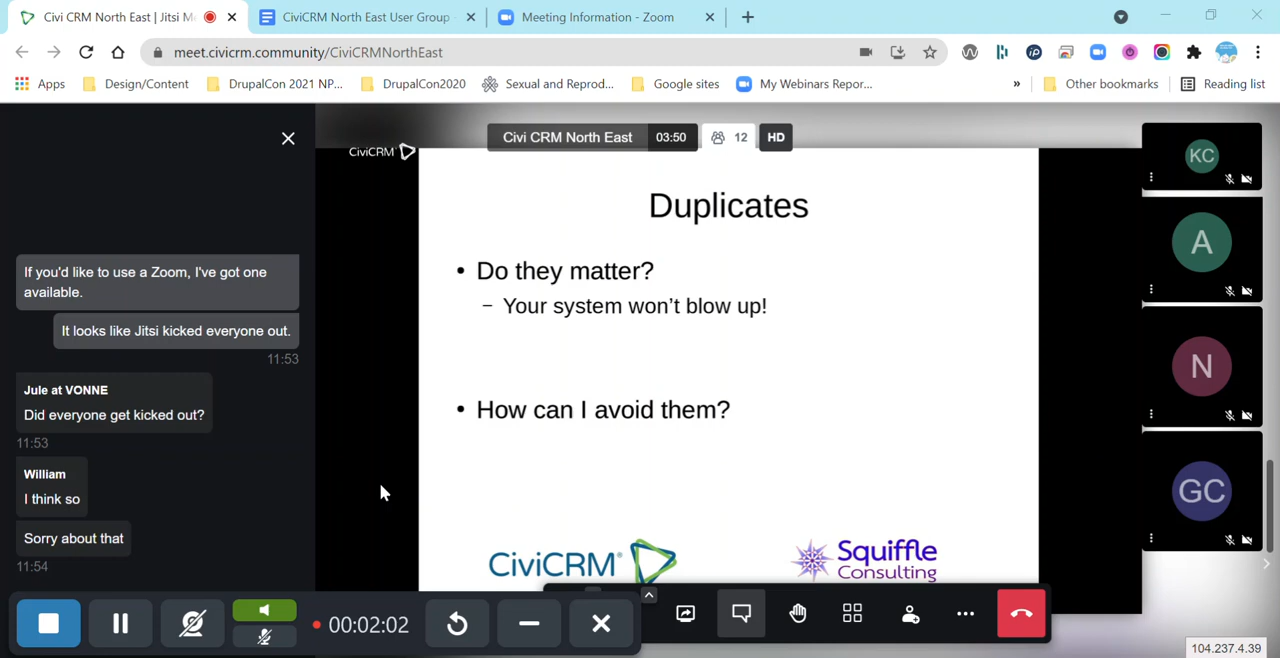 Civi CRM North East | Jitsi M
CiviCRM North East User Group -
Meeting Information - Zoom
meet.civicrm.community/CiviCRMNorthEast
Apps
Design/Content
DrupalCon 2021 NP...
DrupalCon2020
Sexual and Reprod...
Google sites
My Webinars Repor...
»
Other bookmarks
Reading list
Civi CRM North East
03:50
12
HD
CiviCRM
If you'd like to use a Zoom, I've got one
available.
It looks like Jitsi kicked everyone out.
11:53
Jule at VONNE
Did everyone get kicked out?
11:53
William
I think so
Sorry about that
11:54
Duplicates
• Do they matter?
– Your system won't blow up!
• How can I avoid them?
CiviCRM®
Squiffle
Consulting
KC
A
N
GC
00:02:02
104.237.4.39